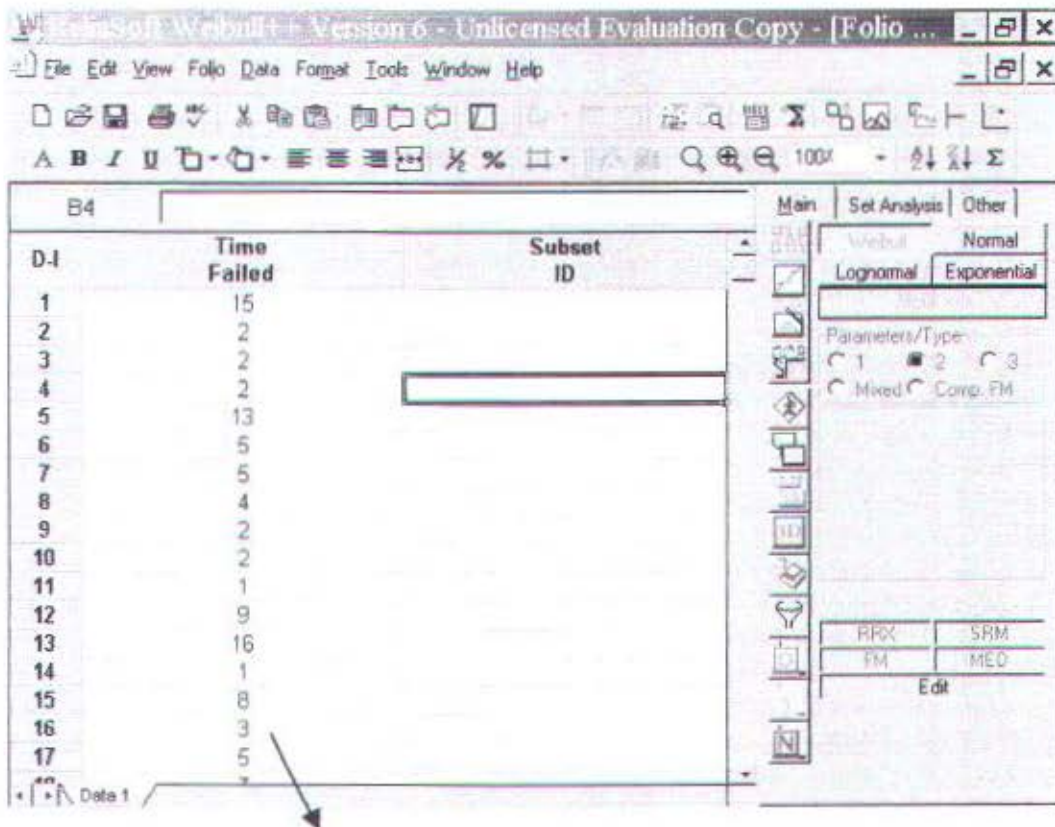 ReliaSoft Weibull++ Version 6 - Unlicensed Evaluation Copy - [Folio ...
File Edit View Folio Data Format Tools Window Help
A B I U % 100% Σ
B4
Main Set Analysis Other
D-I Time Failed Subset ID
Weibull Normal
Lognormal Exponential
Parameters/Type
1 2 3
Mixed Comp. FM
1 15
2 2
3 2
4 2
5 13
6 5
7 5
8 4
9 2
10 2
11 1
12 9
13 16
14 1
15 8
16 3
17 5
RRX SRM
FM MED
Edit
Data 1